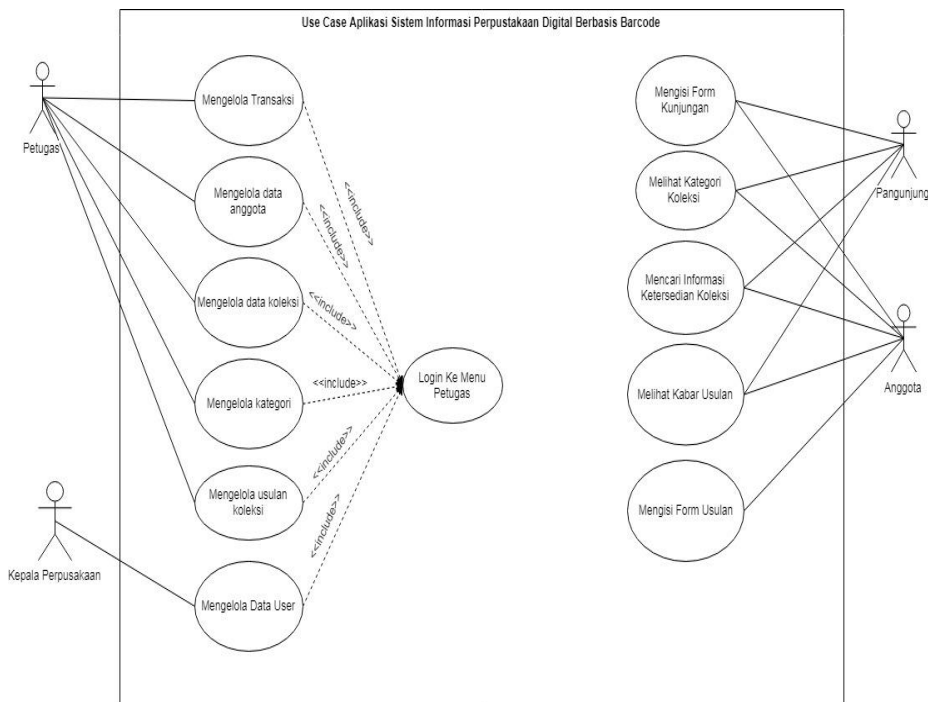 Use Case Aplikasi Sistem Informasi Perpustakaan Digital Berbasis Barcode
Petugas
Kepala Perpusakaan
Mengelola Transaksi
Mengelola data
anggota
Mengelola data koleksi
Mengelola kategori
Mengelola usulan
koleksi
Mengelola Data User
<<include>>
<<include>>
<<include>>
<<include>>
<<include>>
<<include>>
Login Ke Menu
Petugas
Mengisi Form
Kunjungan
Melihat Kategori
Koleksi
Mencari Informasi
Ketersedian Koleksi
Melihat Kabar Usulan
Mengisi Form Usulan
Pangunjung
Anggota